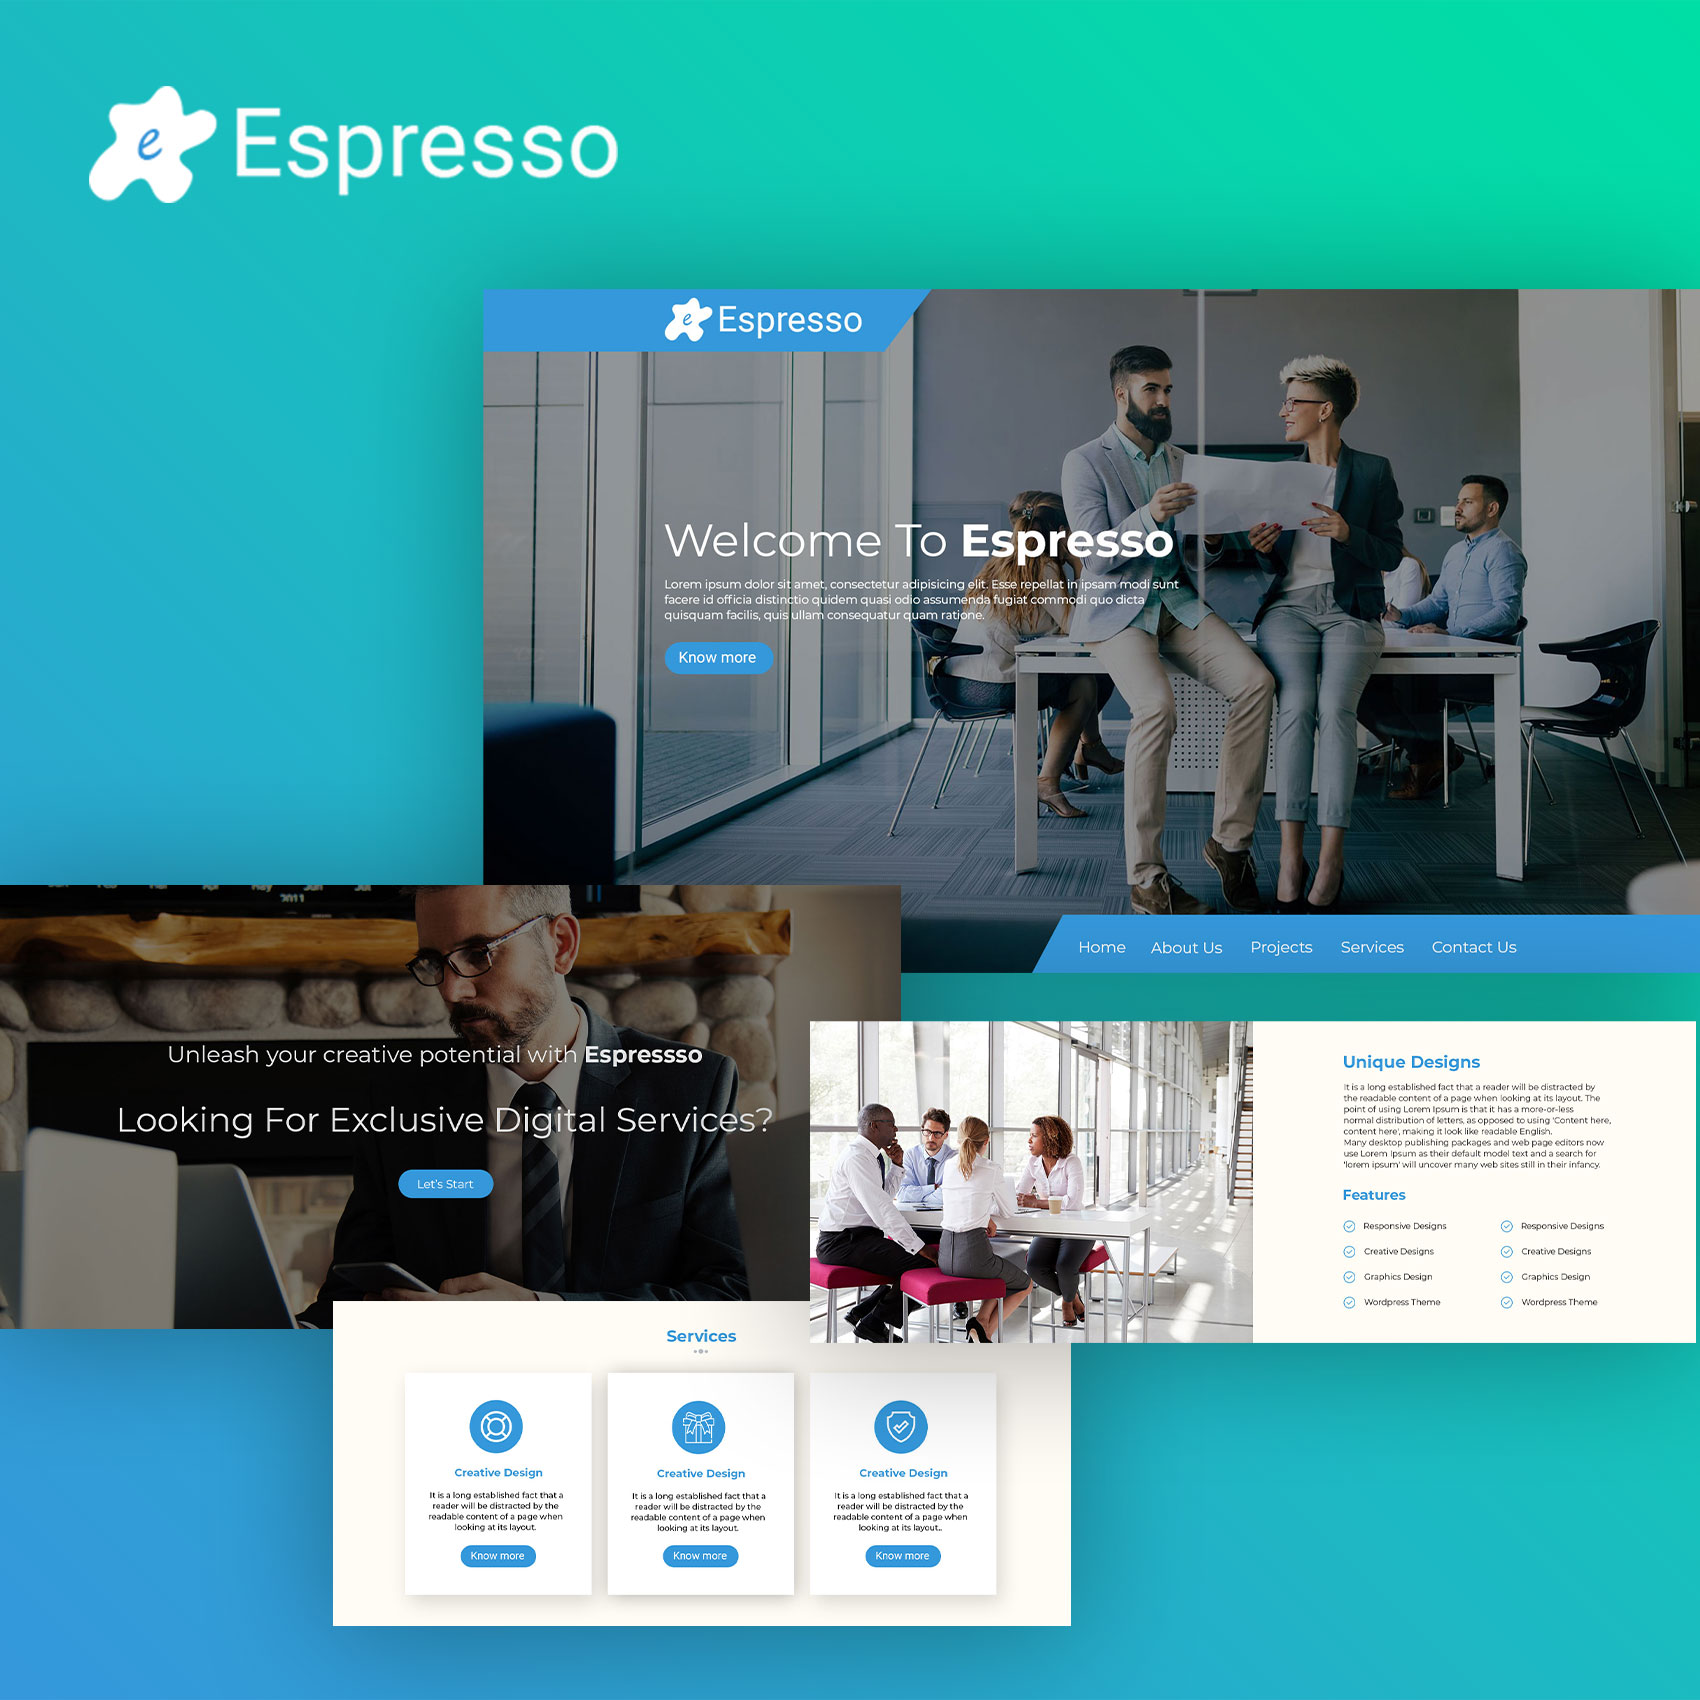 e
Espresso
e
Espresso
Welcome To Espresso
Lorem ipsum dolor sit amet, consectetur adipisicing elit. Esse repellat in ipsam modi sunt
facere id officia distinctio quidem quasi odio assumenda fugiat commodi quo dicta
quisquam facilis, quis ullam consequatur quam ratione.
Know more
Home About Us Projects Services Contact Us
2011
Unleash your creative potential with Espressso
Looking For Exclusive Digital Services?
Let's Start
Unique Designs
It is a long established fact that a reader will be distracted by
the readable content of a page when looking at its layout. The
point of using Lorem Ipsum is that it has a more-or-less
normal distribution of letters, as opposed to using 'Content here,
content here', making it look like readable English.
Many desktop publishing packages and web page editors now
use Lorem Ipsum as their default model text and a search for
'lorem ipsum' will uncover many web sites still in their infancy.
Features
Responsive Designs Responsive Designs
Creative Designs Creative Designs
Graphics Design Graphics Design
Wordpress Theme Wordpress Theme
Services
Creative Design
It is a long established fact that a
reader will be distracted by the
readable content of a page when
looking at its layout.
Know more
Creative Design
It is a long established fact that a
reader will be distracted by the
readable content of a page when
looking at its layout.
Know more
Creative Design
It is a long established fact that a
reader will be distracted by the
readable content of a page when
looking at its layout..
Know more